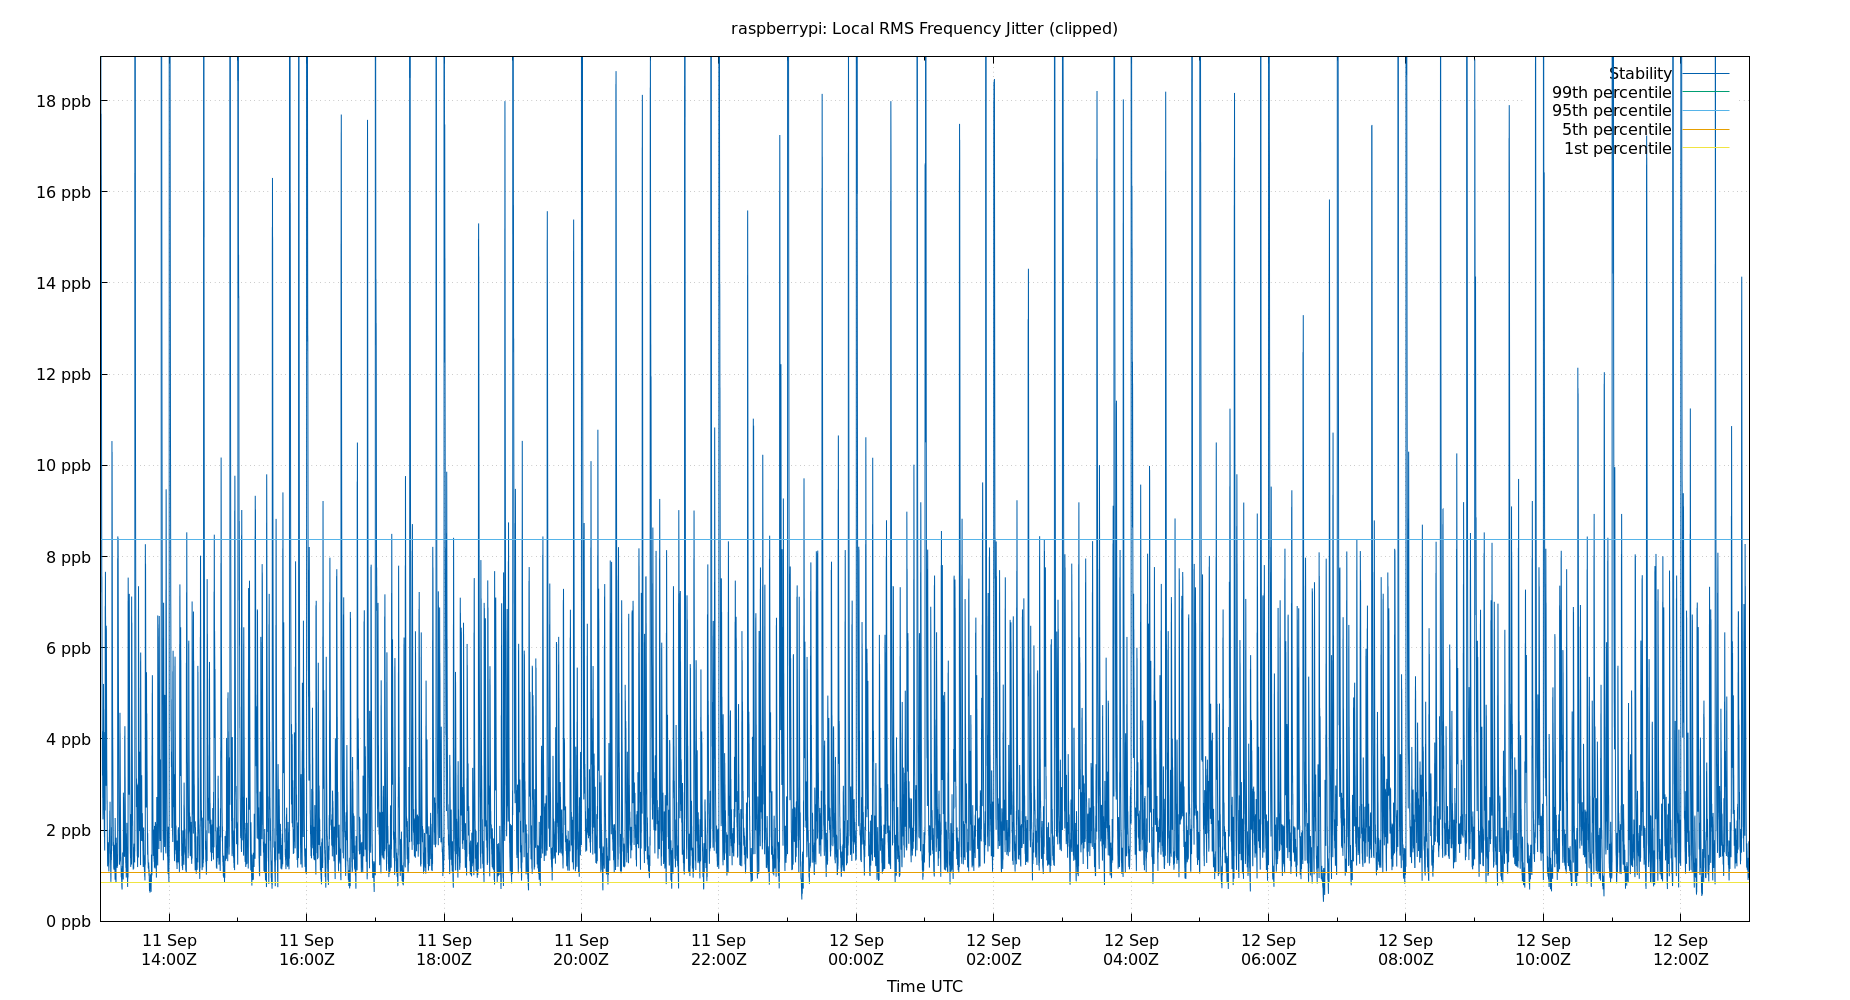 raspberrypi: Local RMS Frequency Jitter (clipped)
Stability
99th percentile
95th percentile
5th percentile
1st percentile
18 ppb
16 ppb
14 ppb
12 ppb
10 ppb
8 ppb
6 ppb
4 ppb
2 ppb
0 ppb
11 Sep 11 Sep 11 Sep 11 Sep 11 Sep 12 Sep 12 Sep 12 Sep 12 Sep 12 Sep 12 Sep 12 Sep
14:00Z 16:00Z 18:00Z 20:00Z 22:00Z 00:00Z 02:00Z 04:00Z 06:00Z 08:00Z 10:00Z 12:00Z
Time UTC